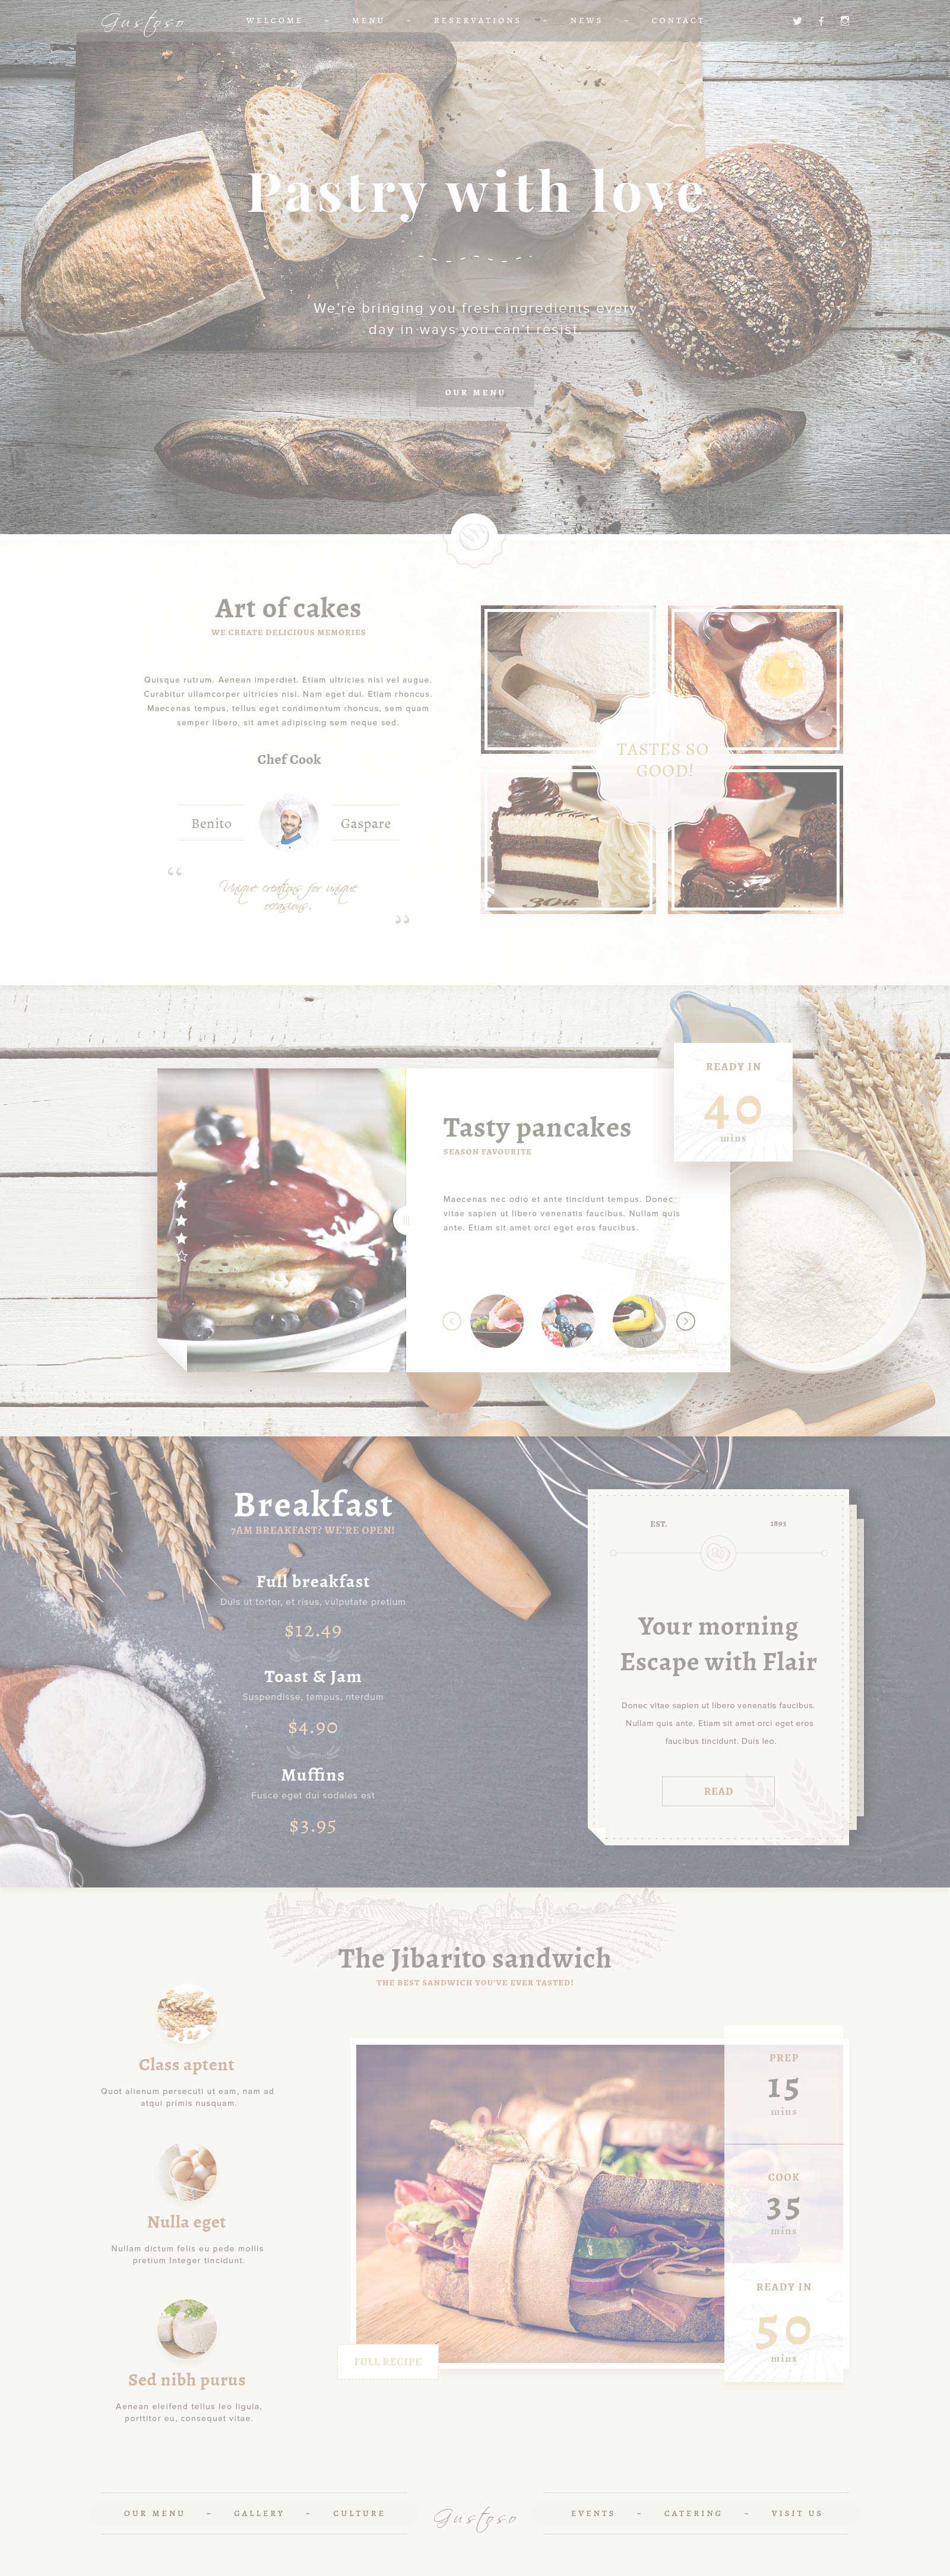 Gustoso
WELCOME - MENU - RESERVATIONS - NEWS - CONTACT
Pastry with love
We're bringing you fresh ingredients every
day in ways you can't resist.
OUR MENU
Art of cakes
WE CREATE DELICIOUS MEMORIES
Quisque rutrum. Aenean imperdiet. Etiam ultricies nisi vel augue.
Curabitur ullamcorper ultricies nisi. Nam eget dui. Etiam rhoncus.
Maecenas tempus, tellus eget condimentum rhoncus, sem quam
semper libero, sit amet adipiscing sem neque sed.
Chef Cook
Benito
Gaspare
“ Unique creations for unique
occasions. ”
TASTES SO
GOOD!
30th
READY IN
40
mins
Tasty pancakes
SEASON FAVOURITE
Maecenas nec odio et ante tincidunt tempus. Donec
vitae sapien ut libero venenatis faucibus. Nullam quis
ante. Etiam sit amet orci eget eros faucibus.
Breakfast
7AM BREAKFAST? WE'RE OPEN!
Full breakfast
Duis ut tortor, et risus, vulputate pretium
$12.49
Toast & Jam
Suspendisse, tempus, nterdum
$4.90
Muffins
Fusce eget dui sodales est
$3.95
EST. 1895
Your morning
Escape with Flair
Donec vitae sapien ut libero venenatis faucibus.
Nullam quis ante. Etiam sit amet orci eget eros
faucibus tincidunt. Duis leo.
READ
The Jibarito sandwich
THE BEST SANDWICH YOU'VE EVER TASTED!
Class aptent
Quot alienum persecuti ut eam, nam ad
atqui primis nusquam.
Nulla eget
Nullam dictum felis eu pede mollis
pretium Integer tincidunt.
Sed nibh purus
Aenean eleifend tellus leo ligula,
porttitor eu, consequat vitae.
PREP
15
mins
COOK
35
mins
READY IN
50
mins
FULL RECIPE
OUR MENU - GALLERY - CULTURE
Gustoso
EVENTS - CATERING - VISIT US